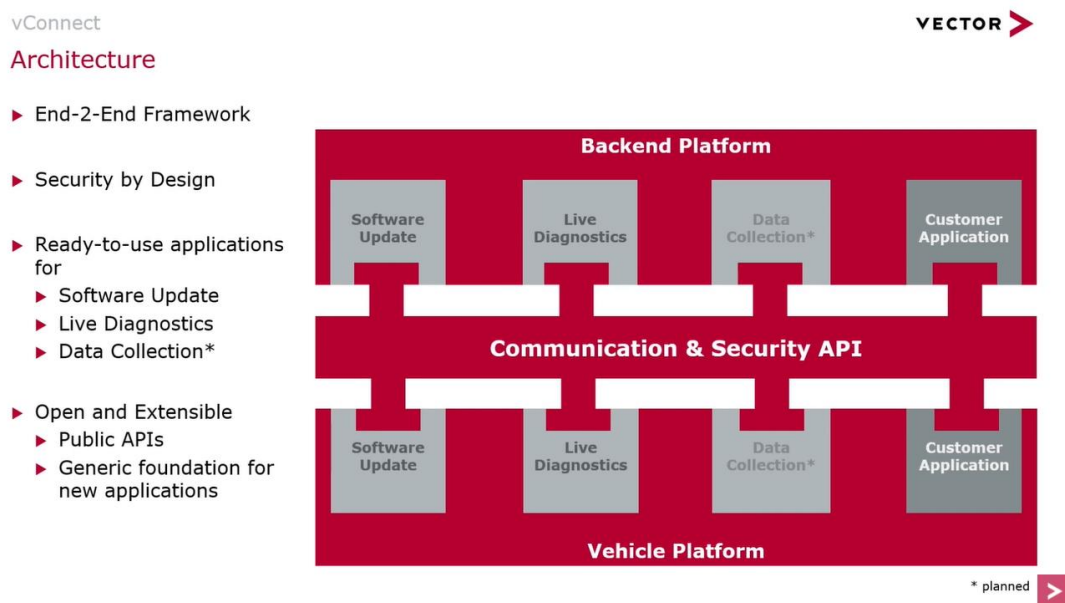 vConnect
VECTOR
Architecture
End-2-End Framework
Security by Design
Ready-to-use applications
for
Software Update
Live Diagnostics
Data Collection*
Open and Extensible
Public APIs
Generic foundation for
new applications
Backend Platform
Software
Update
Live
Diagnostics
Data
Collection*
Customer
Application
Communication & Security API
Software
Update
Live
Diagnostics
Data
Collection*
Customer
Application
Vehicle Platform
* planned